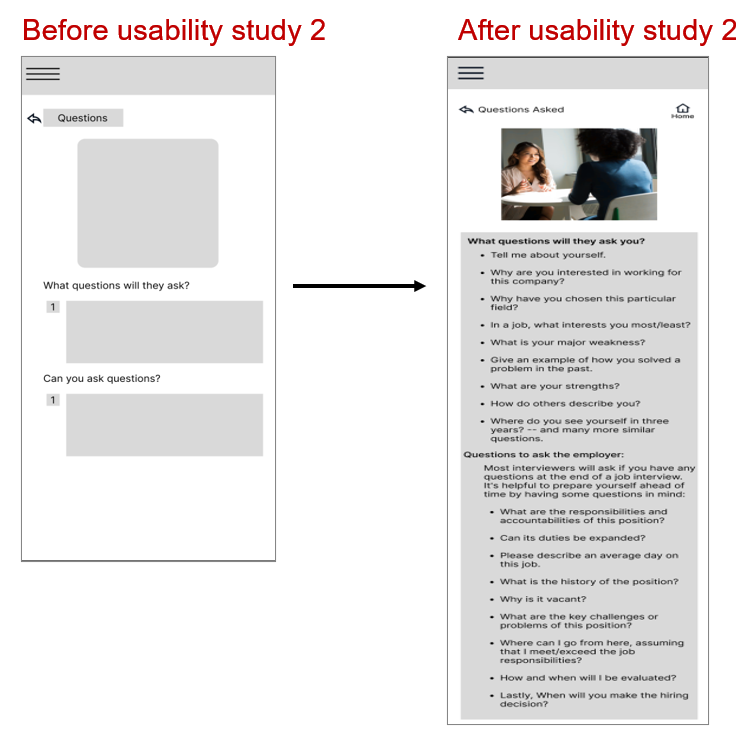 Before usability study 2
After usability study 2
Questions
What questions will they ask?
1
Can you ask questions?
1
Questions Asked
Home
What questions will they ask you?
• Tell me about yourself.
• Why are you interested in working for
this company?
• Why have you chosen this particular
field?
• In a job, what interests you most/least?
• What is your major weakness?
• Give an example of how you solved a
problem in the past.
• What are your strengths?
• How do others describe you?
• Where do you see yourself in three
years? -- and many more similar
questions.
Questions to ask the employer:
Most interviewers will ask if you have any
questions at the end of a job interview.
It's helpful to prepare yourself ahead of
time by having some questions in mind:
• What are the responsibilities and
accountabilities of this position?
• Can its duties be expanded?
• Please describe an average day on
this job.
• What is the history of the position?
• Why is it vacant?
• What are the key challenges or
problems of this position?
• Where can I go from here, assuming
that I meet/exceed the job
responsibilities?
• How and when will I be evaluated?
• Lastly, When will you make the hiring
decision?